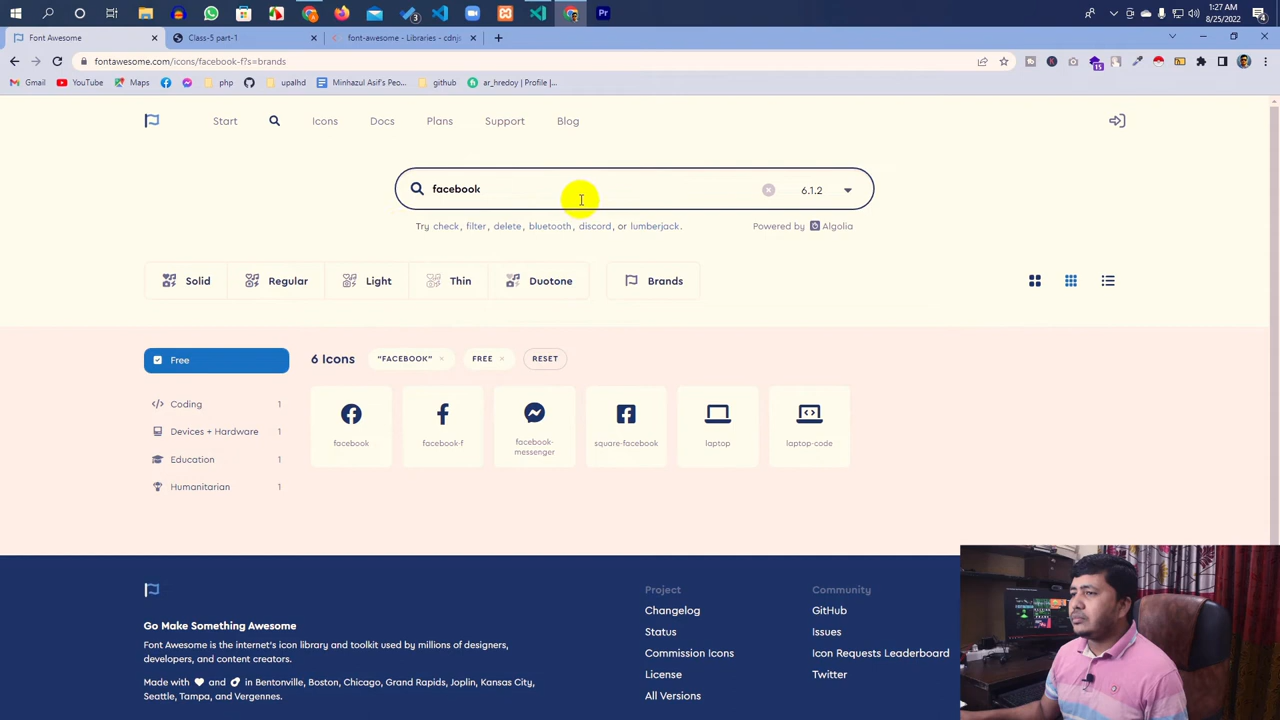 3
1:27 AM
8/25/2022
4
Font Awesome
Class-5 part-1
font-awesome - Libraries - cdnjs
fontawesome.com/icons/facebook-f?s=brands
15
Gmail
YouTube
Maps
php
upalhd
Minhazul Asif's Peo...
github
ar_hredoy | Profile |...
Start
Icons
Docs
Plans
Support
Blog
facebook
6.1.2
Try check, filter, delete, bluetooth, discord, or lumberjack.
Powered by Algolia
Solid
Regular
Light
Thin
Duotone
Brands
Free
6 Icons
"FACEBOOK" ×
FREE ×
RESET
Coding 1
Devices + Hardware 1
Education 1
Humanitarian 1
facebook
facebook-f
facebook-
messenger
square-facebook
laptop
laptop-code
Go Make Something Awesome
Font Awesome is the internet's icon library and toolkit used by millions of designers,
developers, and content creators.
Made with and in Bentonville, Boston, Chicago, Grand Rapids, Joplin, Kansas City,
Seattle, Tampa, and Vergennes.
Project
Changelog
Status
Commission Icons
License
All Versions
Community
GitHub
Issues
Icon Requests Leaderboard
Twitter